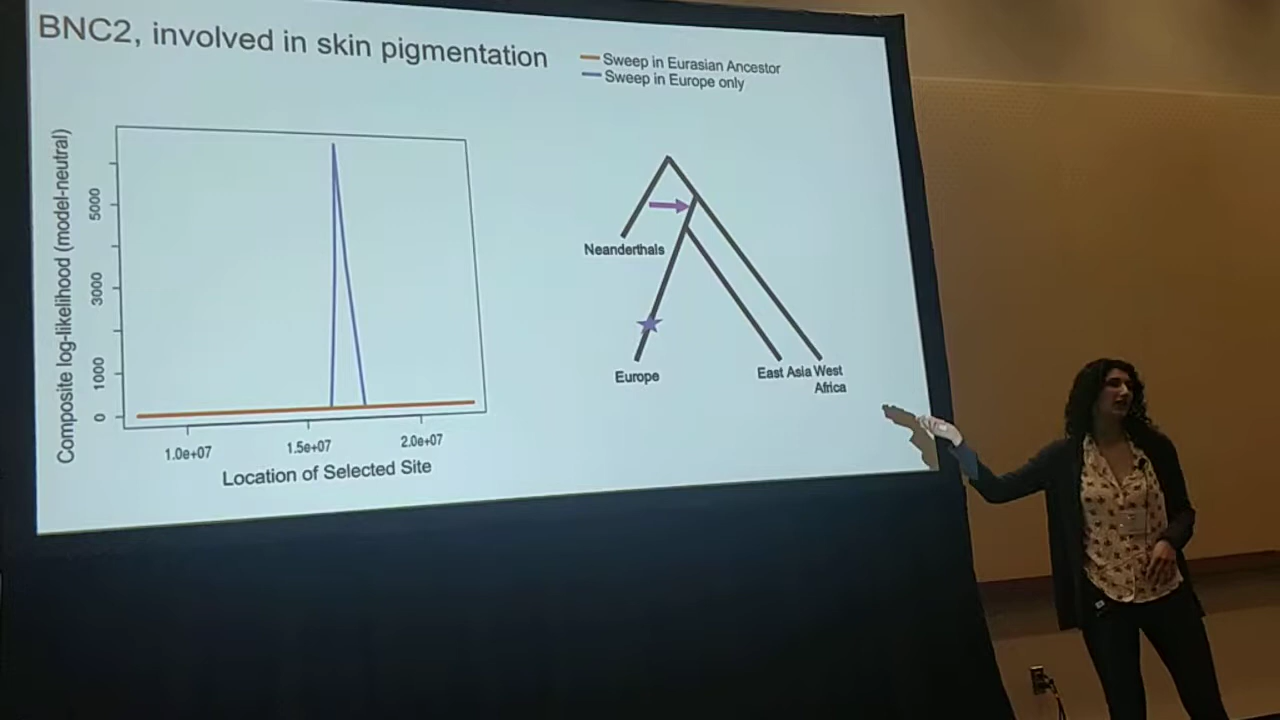 BNC2, involved in skin pigmentation
Sweep in Eurasian Ancestor
Sweep in Europe only
Composite log-likelihood (model-neutral)
5000
3000
1000
0
1.0e+07
1.5e+07
2.0e+07
Location of Selected Site
Neanderthals
Europe
East Asia
West
Africa